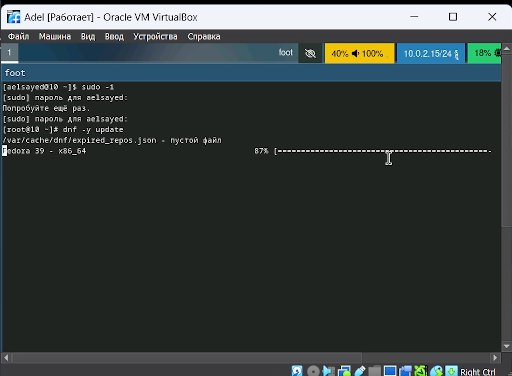 Adel [Работает] - Oracle VM VirtualBox
Файл Машина Вид Ввод Устройства Справка
1 foot 40% 100% 10.0.2.15/24 18%
foot
[aelsayed@10 ~]$ sudo -i
[sudo] пароль для aelsayed:
Попробуйте ещё раз.
[sudo] пароль для aelsayed:
[root@10 ~]# dnf -y update
/var/cache/dnf/expired_repos.json - пустой файл
Fedora 39 - x86_64 87% [-----------------------------------------------
Right Ctrl